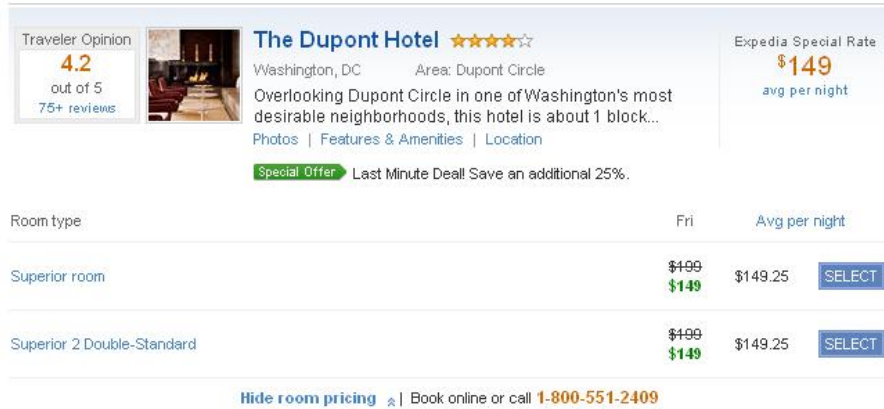 Traveler Opinion
4.2
out of 5
75+ reviews
The Dupont Hotel
Washington, DC Area: Dupont Circle
Overlooking Dupont Circle in one of Washington's most
desirable neighborhoods, this hotel is about 1 block...
Photos | Features & Amenities | Location
Special Offer Last Minute Deal! Save an additional 25%.
Expedia Special Rate
$149
avg per night
Room type Fri Avg per night
Superior room $199 $149 $149.25 SELECT
Superior 2 Double-Standard $199 $149 $149.25 SELECT
Hide room pricing | Book online or call 1-800-551-2409